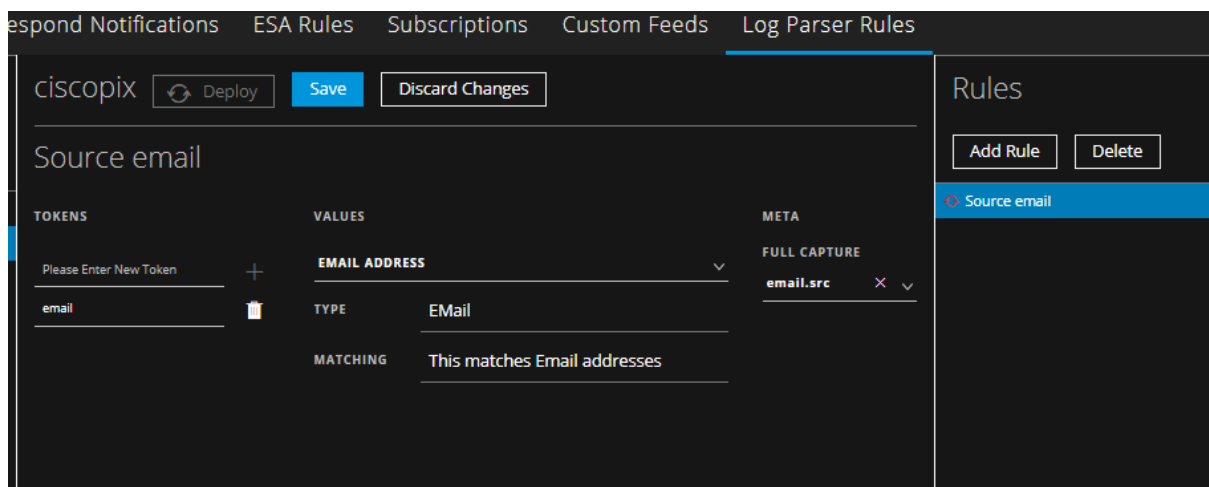 espond Notifications ESA Rules Subscriptions Custom Feeds Log Parser Rules
ciscopix Deploy Save Discard Changes
Source email
TOKENS VALUES META
Please Enter New Token EMAIL ADDRESS FULL CAPTURE
email.src
email TYPE EMail
MATCHING This matches Email addresses
Rules
Add Rule Delete
Source email